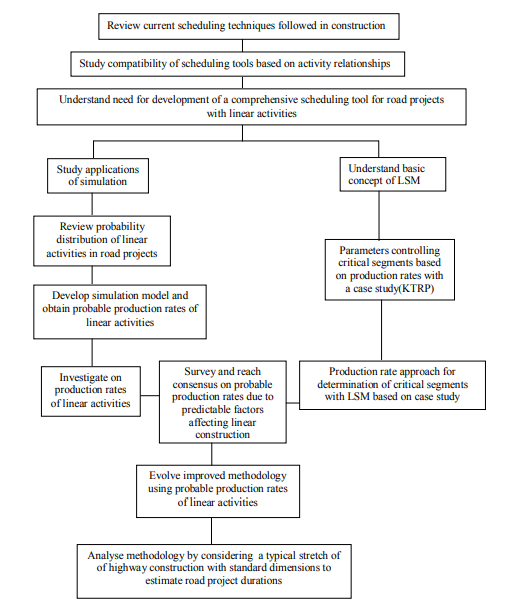 Review current scheduling techniques followed in construction
Study compatibility of scheduling tools based on activity relationships
Understand need for development of a comprehensive scheduling tool for road projects
with linear activities
Study applications
of simulation
Understand basic
concept of LSM
Review probability
distribution of linear
activities in road projects
Parameters controlling
critical segments based
on production rates with
a case study(KTRP)
Develop simulation model and
obtain probable production rates of
linear activities
Investigate on
production rates
of linear activities
Survey and reach
consensus on probable
production rates due to
predictable factors
affecting linear
construction
Production rate approach for
determination of critical segments
with LSM based on case study
Evolve improved methodology
using probable production rates
of linear activities
Analyse methodology by considering a typical stretch of
of highway construction with standard dimensions to
estimate road project durations